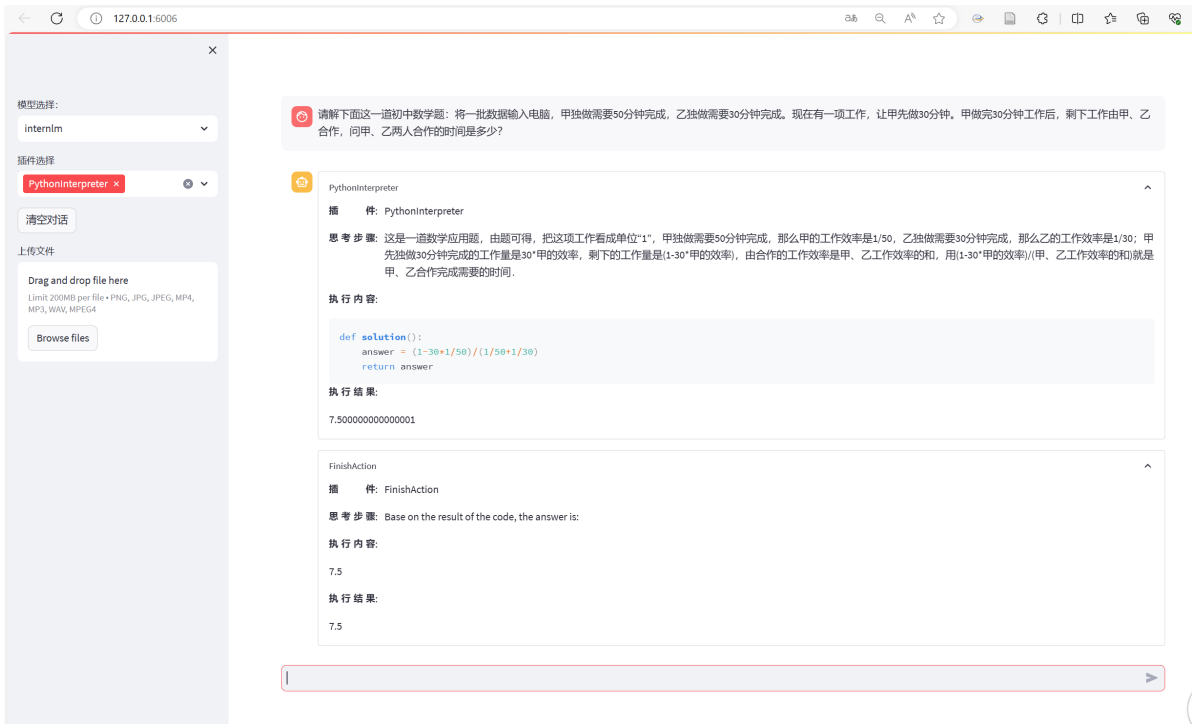 127.0.0.1:6006
模型选择:
internlm
插件选择
PythonInterpreter ×
清空对话
上传文件
Drag and drop file here
Limit 200MB per file • PNG, JPG, JPEG, MP4,
MP3, WAV, MPEG4
Browse files
请解下面这一道初中数学题：将一批数据输入电脑，甲独做需要50分钟完成，乙独做需要30分钟完成。现在有一项工作，让甲先做30分钟。甲做完30分钟工作后，剩下工作由甲、乙
合作，问甲、乙两人合作的时间是多少?
PythonInterpreter
插 件: PythonInterpreter
思考步骤: 这是一道数学应用题，由题可得，把这项工作看成单位“1”，甲独做需要50分钟完成，那么甲的工作效率是1/50，乙独做需要30分钟完成，那么乙的工作效率是1/30；甲
先独做30分钟完成的工作量是30*甲的效率，剩下的工作量是(1-30*甲的效率)，由合作的工作效率是甲、乙工作效率的和，用(1-30*甲的效率)/(甲、乙工作效率的和)就是
甲、乙合作完成需要的时间.
执行内容:
def solution():
    answer = (1-30*1/50)/(1/50+1/30)
    return answer
执行结果:
7.500000000000001
FinishAction
插 件: FinishAction
思考步骤: Base on the result of the code, the answer is:
执行内容:
7.5
执行结果:
7.5